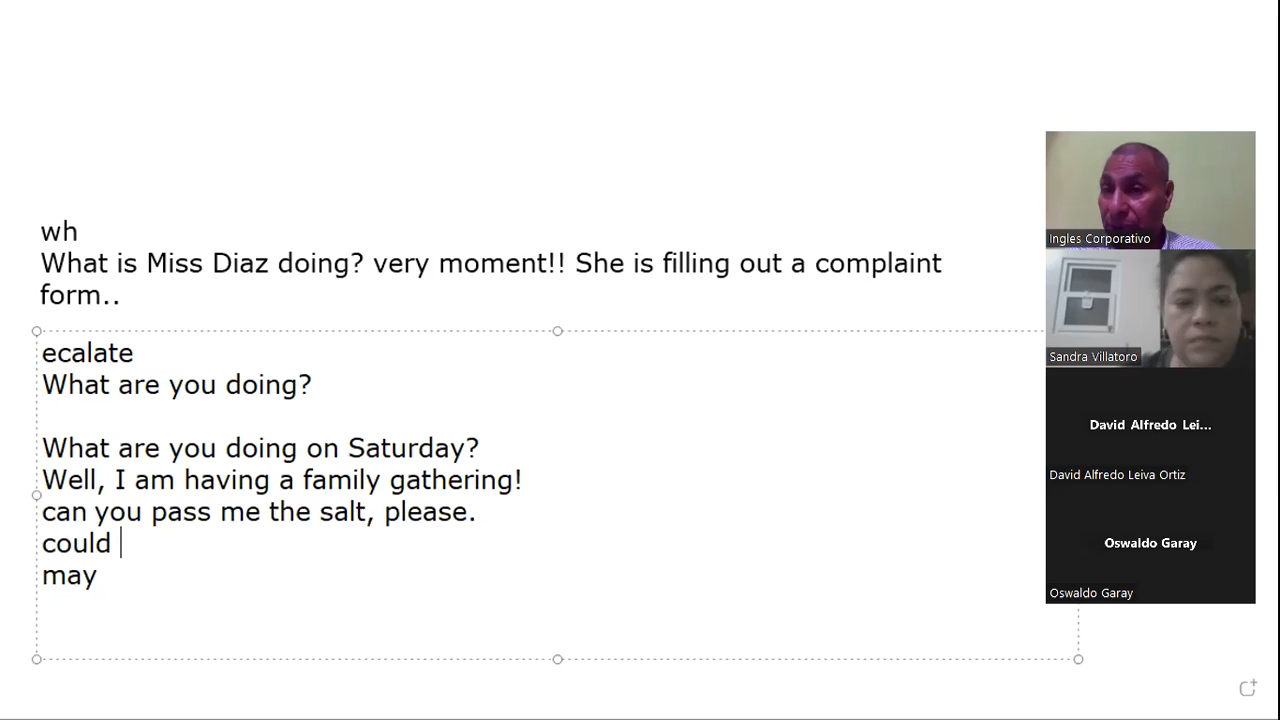 wh
What is Miss Diaz doing? very moment!! She is filling out a complaint
form..
ecalate
What are you doing?
What are you doing on Saturday?
Well, I am having a family gathering!
can you pass me the salt, please.
could
may
Ingles Corporativo
Sandra Villatoro
David Alfredo Lei...
David Alfredo Leiva Ortiz
Oswaldo Garay
Oswaldo Garay